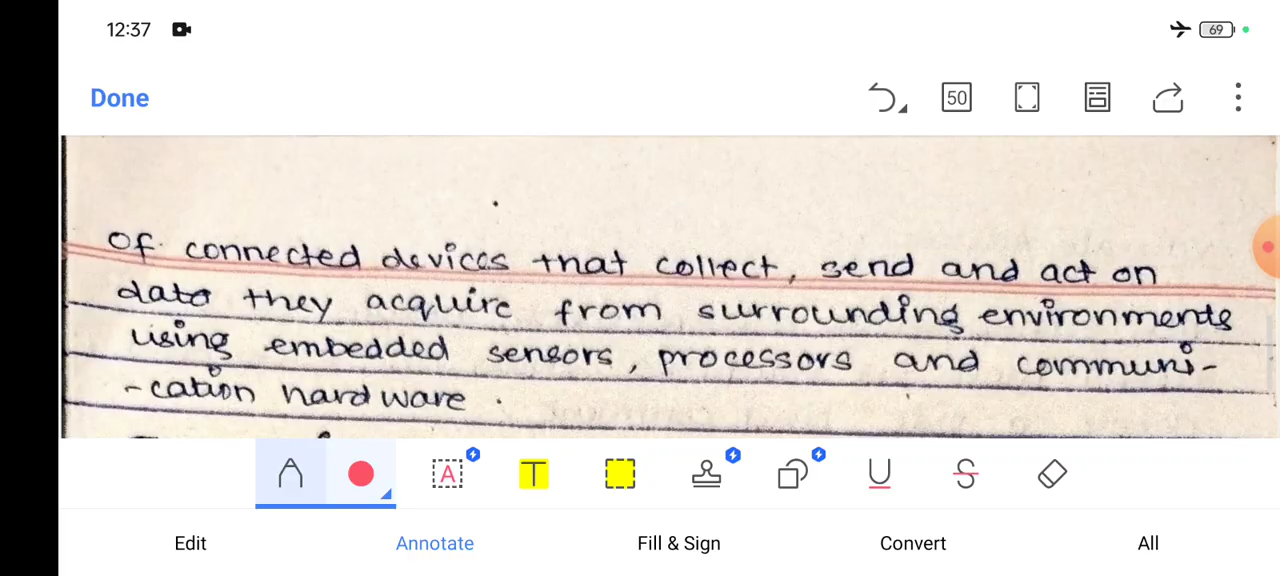 12:37
69
Done
50
of connected devices that collect, send and act on
data they acquire from surrounding environments
using embedded sensors, processors and communi-
-cation hardware.
A
T
U
S
Edit
Annotate
Fill & Sign
Convert
All